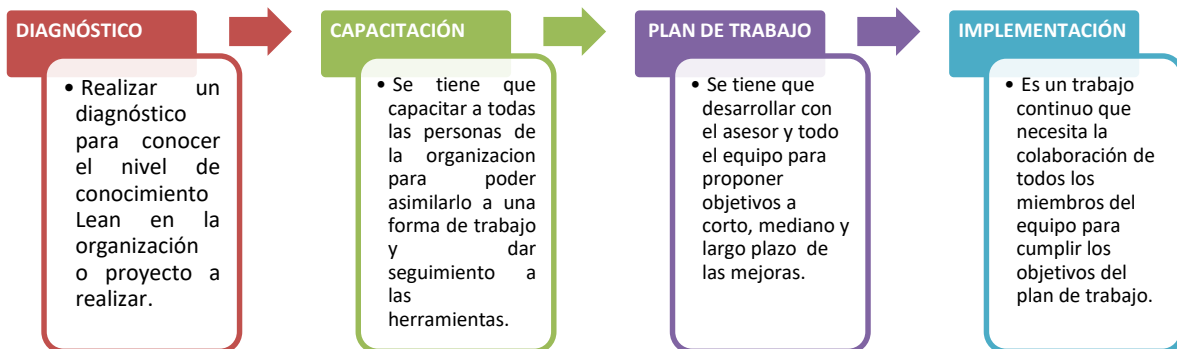 DIAGNÓSTICO
• Realizar un
diagnóstico
para conocer
el nivel de
conocimiento
Lean en la
organización
o proyecto a
realizar.
CAPACITACIÓN
• Se tiene que
capacitar a todas
las personas de
la organizacion
para poder
asimilarlo a una
forma de trabajo
y dar
seguimiento a
las
herramientas.
PLAN DE TRABAJO
• Se tiene que
desarrollar con
el asesor y todo
el equipo para
proponer
objetivos a
corto, mediano y
largo plazo de
las mejoras.
IMPLEMENTACIÓN
• Es un trabajo
continuo que
necesita la
colaboración de
todos los
miembros del
equipo para
cumplir los
objetivos del
plan de trabajo.